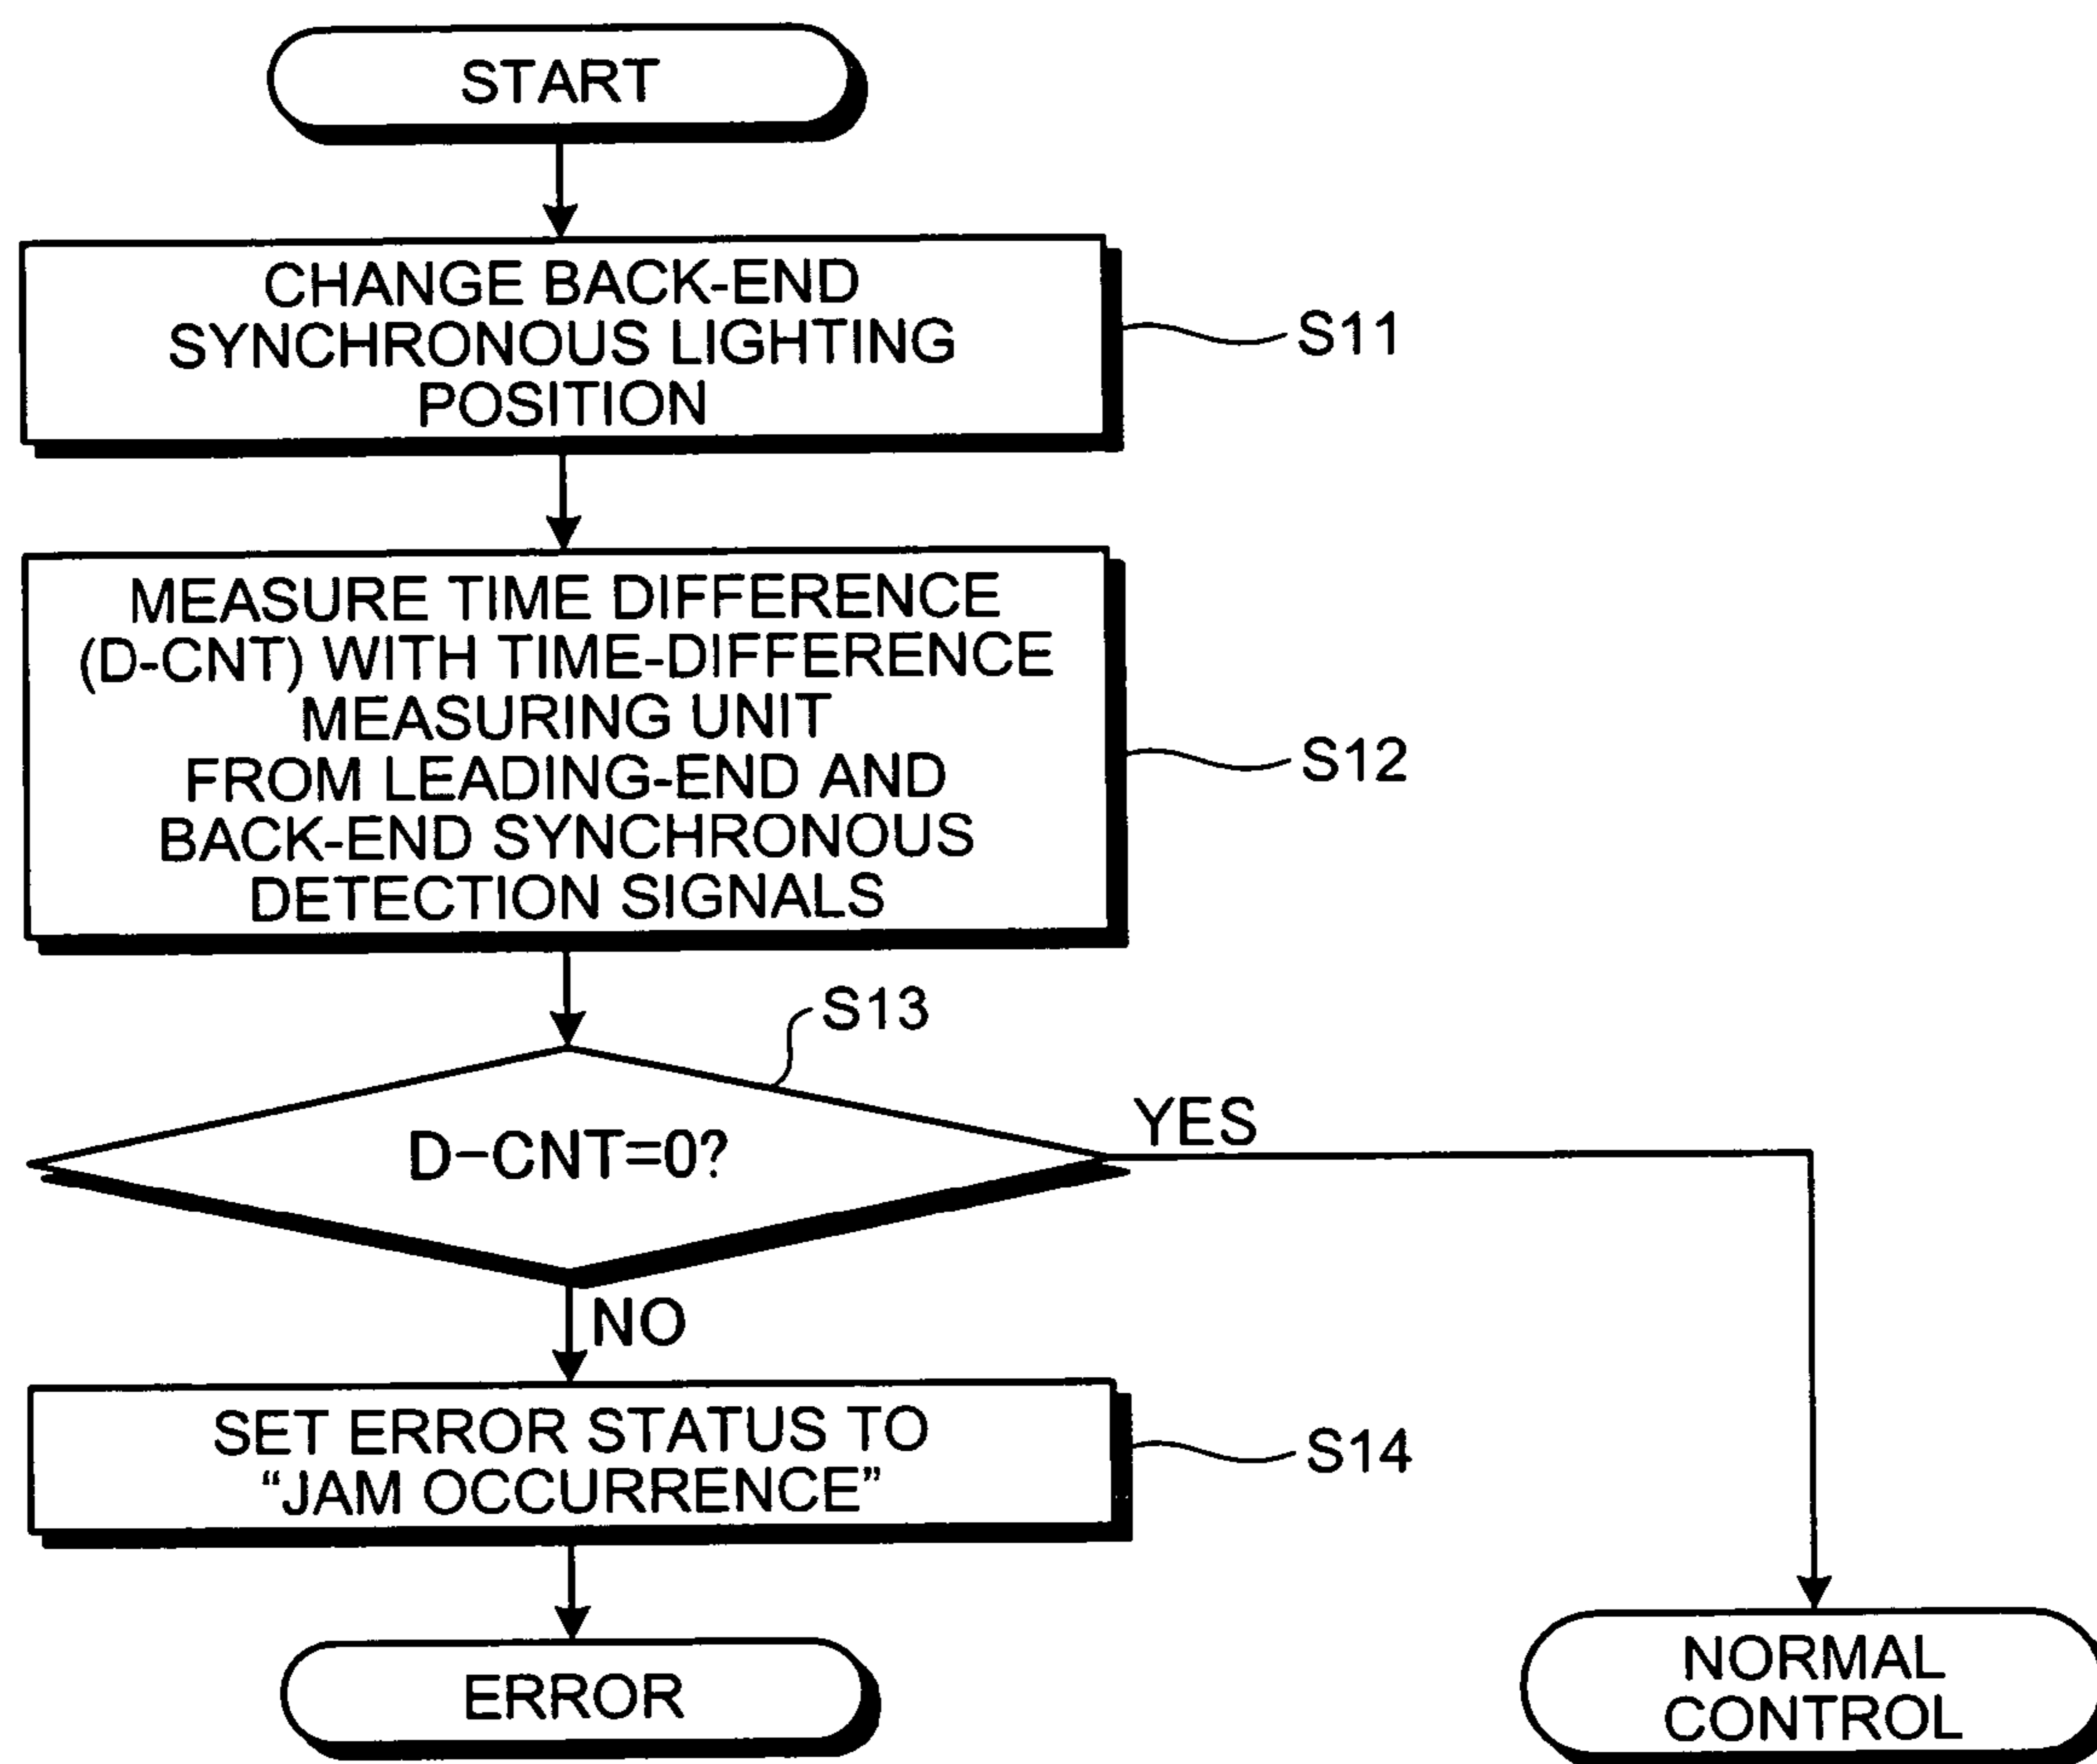 START
CHANGE BACK-END
SYNCHRONOUS LIGHTING
POSITION
S11
MEASURE TIME DIFFERENCE
(D-CNT) WITH TIME-DIFFERENCE
MEASURING UNIT
FROM LEADING-END AND
BACK-END SYNCHRONOUS
DETECTION SIGNALS
S12
S13
D-CNT=0?
YES
NO
SET ERROR STATUS TO
“JAM OCCURRENCE”
S14
ERROR
NORMAL
CONTROL